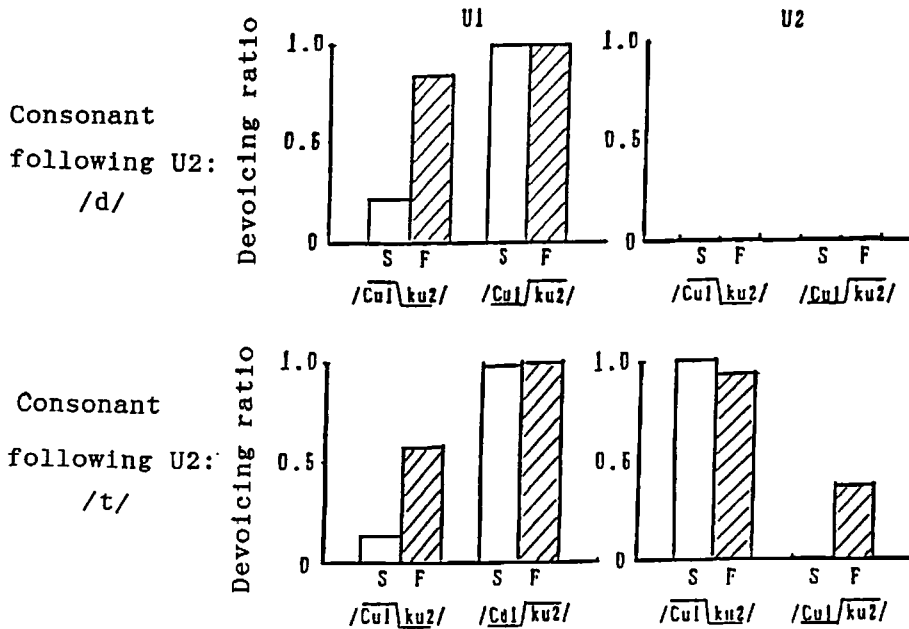 U1
U2
Consonant
following U2:
/d/
Devoicing ratio
1.0
0.5
0
S F S F
/Cu1 ku2/ /Cu1 ku2/
1.0
0.5
0
S F S F
/Cu1 ku2/ /Cu1 ku2/
Consonant
following U2:
/t/
Devoicing ratio
1.0
0.5
0
S F S F
/Cu1 ku2/ /Cd1 ku2/
1.0
0.5
0
S F S F
/Cu1 ku2/ /Cu1 ku2/